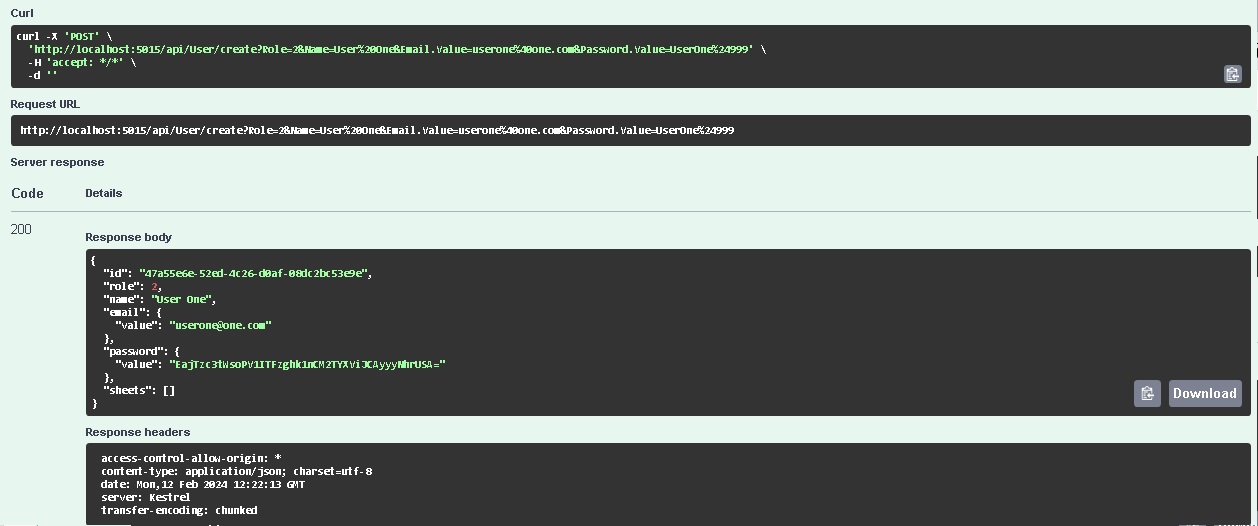 Curl
curl -X 'POST' \
'http://localhost:5015/api/User/create?Role=2&Name=User%20One&Email.Value=userone%40one.com&Password.Value=UserOne%24999' \
-H 'accept: */*' \
-d ''
Request URL
http://localhost:5015/api/User/create?Role=2&Name=User%20One&Email.Value=userone%40one.com&Password.Value=UserOne%24999
Server response
Code Details
200
Response body
{
"id": "47a55e6e-52ed-4c26-d0af-08dc2bc53e9e",
"role": 2,
"name": "User One",
"email": {
"value": "userone@one.com"
},
"password": {
"value":
},
"sheets": []
}
Download
Response headers
access-control-allow-origin: *
content-type: application/json; charset=utf-8
date: Mon,12 Feb 2024 12:22:13 GMT
server: Kestrel
transfer-encoding: chunked